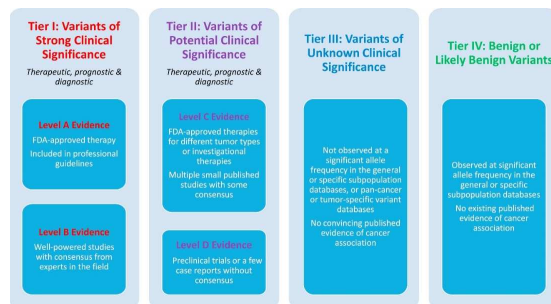 Tier I: Variants of
Strong Clinical
Significance
Therapeutic, prognostic &
diagnostic
Level A Evidence
FDA-approved therapy
Included in professional
guidelines
Level B Evidence
Well-powered studies
with consensus from
experts in the field
Tier II: Variants of
Potential Clinical
Significance
Therapeutic, prognostic &
diagnostic
Level C Evidence
FDA-approved therapies
for different tumor types
or investigational
therapies
Multiple small published
studies with some
consensus
Level D Evidence
Preclinical trials or a few
case reports without
consensus
Tier III: Variants of
Unknown Clinical
Significance
Not observed at a
significant allele
frequency in the general
or specific subpopulation
databases, or pan-cancer
or tumor-specific variant
databases
No convincing published
evidence of cancer
association
Tier IV: Benign or
Likely Benign Variants
Observed at significant
allele frequency in the
general or specific
subpopulation databases
No existing published
evidence of cancer
association